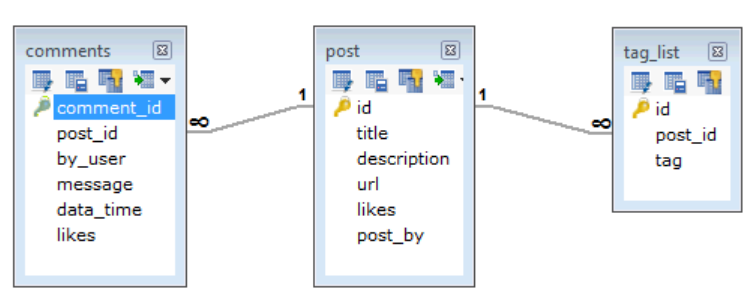 comments
comment_id
post_id
by_user
message
data_time
likes
∞
1
post
id
title
description
url
likes
post_by
1
∞
tag_list
id
post_id
tag